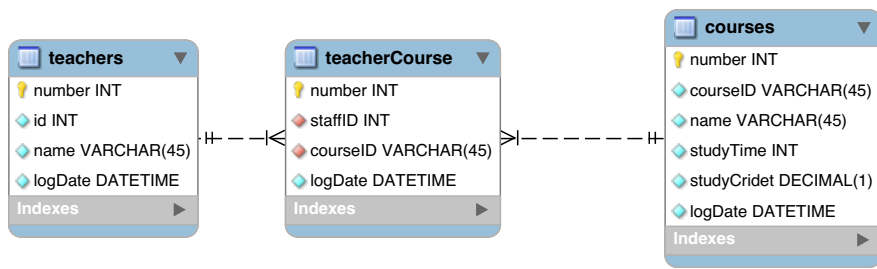 teachers
number INT
id INT
name VARCHAR(45)
logDate DATETIME
Indexes
teacherCourse
number INT
staffID INT
courseID VARCHAR(45)
logDate DATETIME
Indexes
courses
number INT
courseID VARCHAR(45)
name VARCHAR(45)
studyTime INT
studyCridet DECIMAL(1)
logDate DATETIME
Indexes